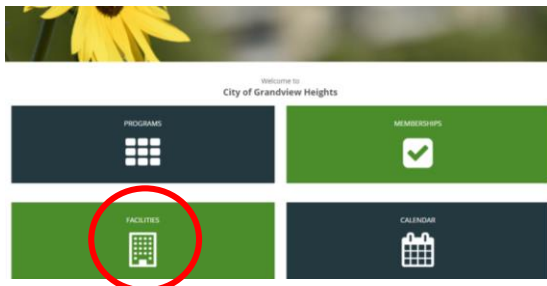 Welcome to
City of Grandview Heights
PROGRAMS
MEMBERSHIPS
FACILITIES
CALENDAR